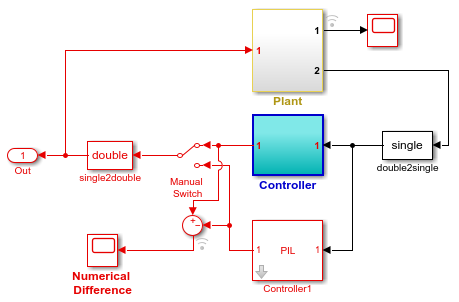 1
1
2
Plant
1
Out
double
single2double
Manual
Switch
1
1
Controller
single
double2single
+
−
1
PIL
1
Controller1
Numerical
Difference